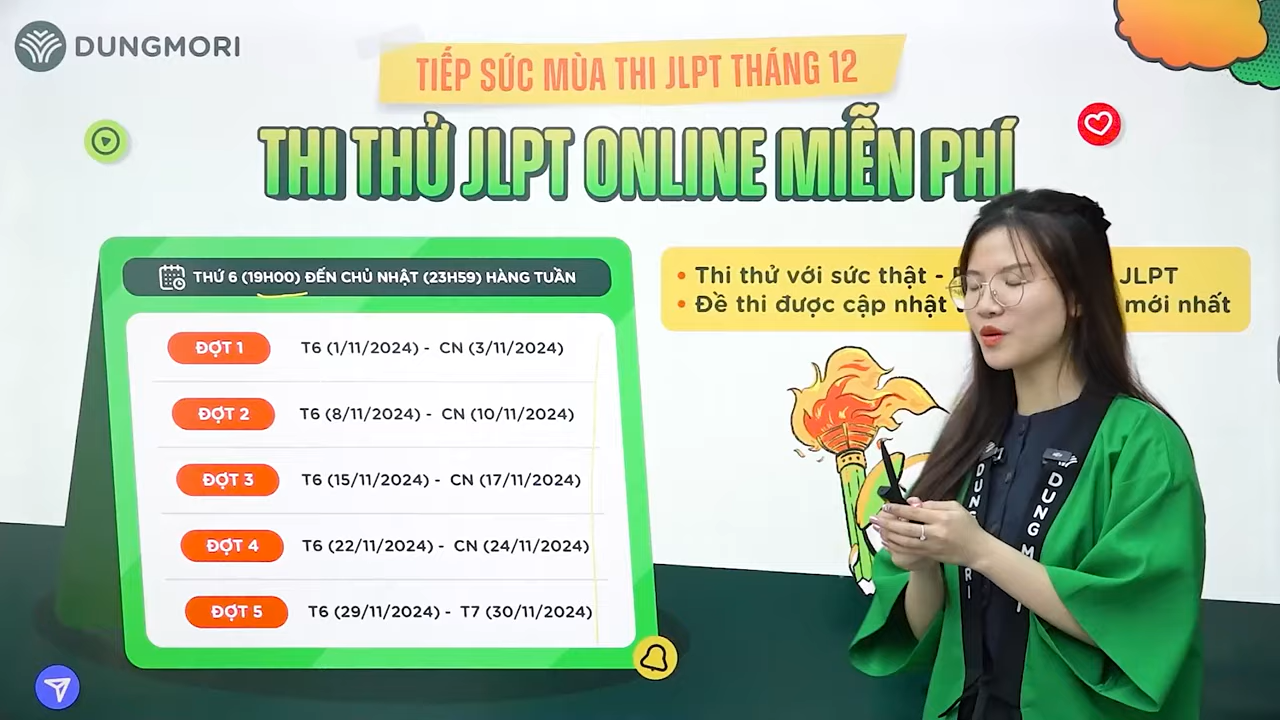 DUNGMORI
TIẾP SỨC MÙA THI JLPT THÁNG 12
THI THỬ JLPT ONLINE MIỄN PHÍ
THỨ 6 (19H00) ĐẾN CHỦ NHẬT (23H59) HÀNG TUẦN
ĐỢT 1 T6 (1/11/2024) - CN (3/11/2024)
ĐỢT 2 T6 (8/11/2024) - CN (10/11/2024)
ĐỢT 3 T6 (15/11/2024) - CN (17/11/2024)
ĐỢT 4 T6 (22/11/2024) - CN (24/11/2024)
ĐỢT 5 T6 (29/11/2024) - T7 (30/11/2024)
• Thi thử với sức thật - JLPT
• Đề thi được cập nhật mới nhất
DUNG MORI